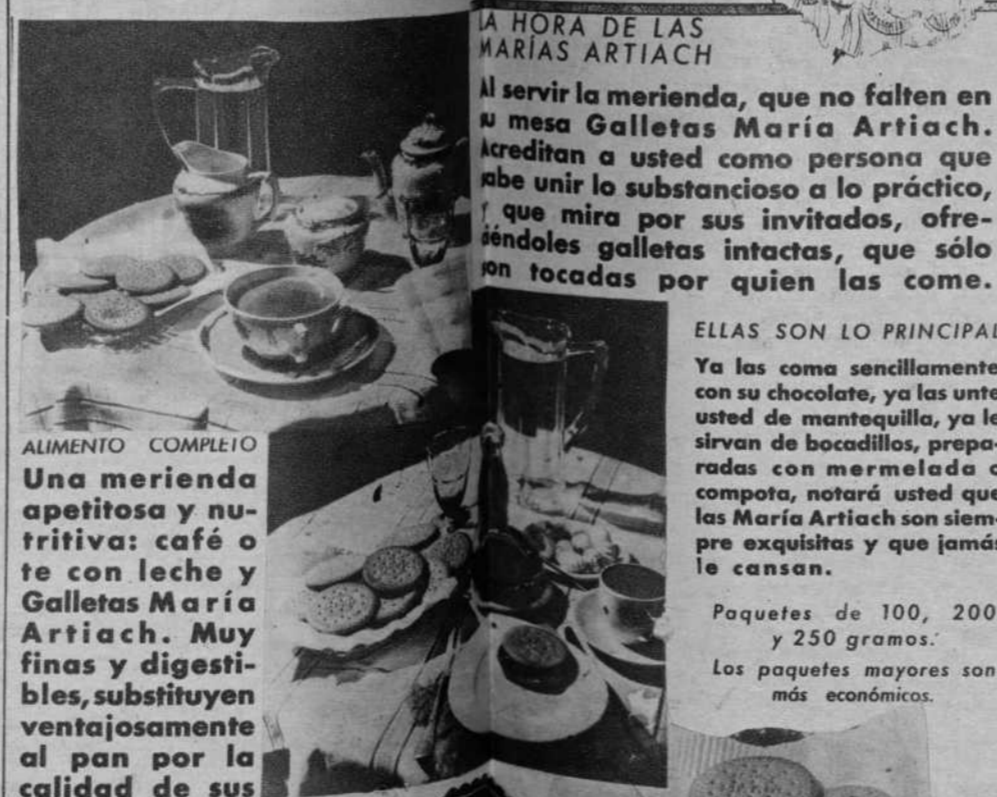 LA HORA DE LAS
MARÍAS ARTIACH
Al servir la merienda, que no falten en
su mesa Galletas María Artiach.
Acreditan a usted como persona que
sabe unir lo substancioso a lo práctico,
y que mira por sus invitados, ofre-
ciéndoles galletas intactas, que sólo
son tocadas por quien las come.
ELLAS SON LO PRINCIPAL
Ya las coma sencillamente
con su chocolate, ya las unte
usted de mantequilla, ya le
sirvan de bocadillos, prepa-
radas con mermelada o
compota, notará usted que
las María Artiach son siem-
pre exquisitas y que jamás
le cansan.
Paquetes de 100, 200
y 250 gramos.
Los paquetes mayores son
más económicos.
ALIMENTO COMPLETO
Una merienda
apetitosa y nu-
tritiva: café o
te con leche y
Galletas María
Artiach. Muy
finas y digesti-
bles, substituyen
ventajosamente
al pan por la
calidad de sus